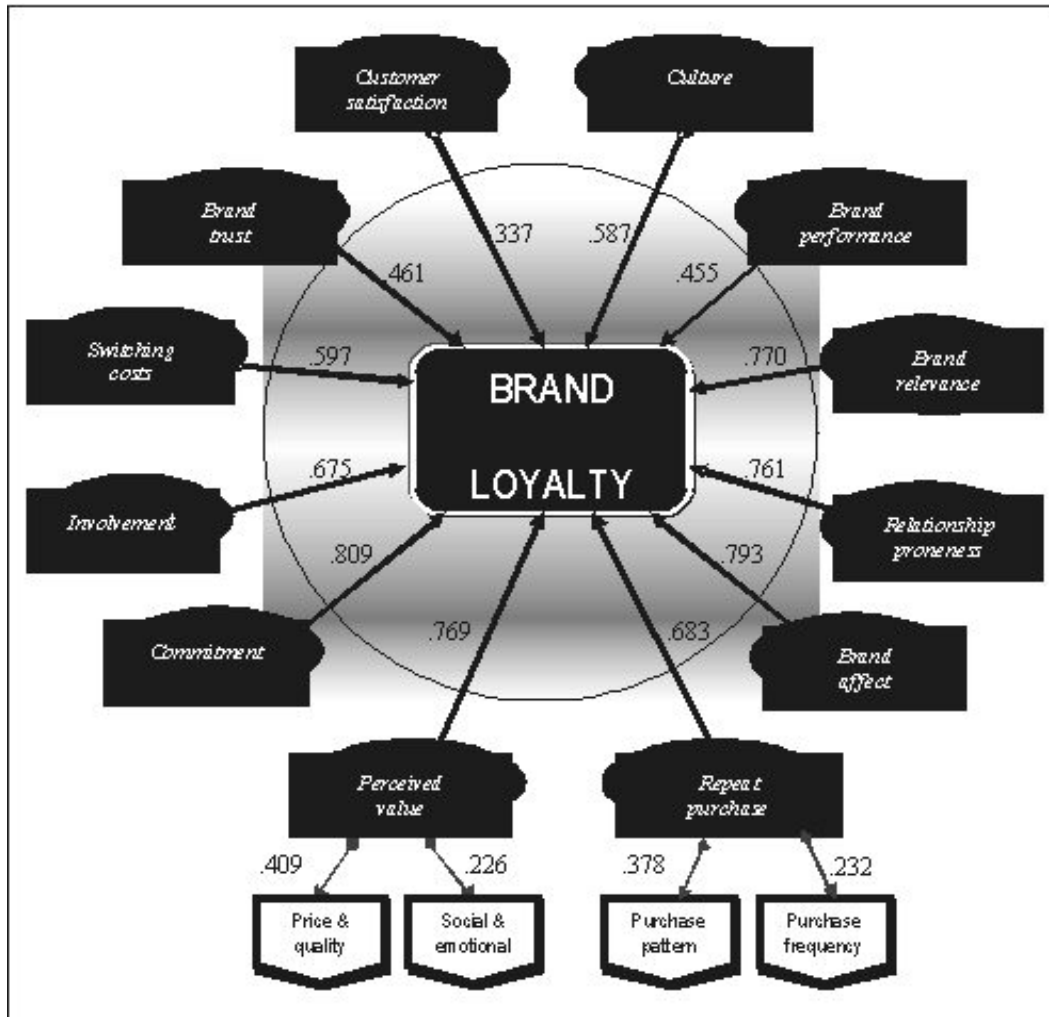 Customer
satisfaction
Culture
Brand
trust
.337
.587
Brand
performance
.461
.455
Switching
costs
.597
.770
Brand
relevance
BRAND
LOYALTY
Involvement
.675
.761
Relationship
proneness
.809
.793
Commitment
.769
.683
Brand
affect
Perceived
value
Repeat
purchase
.409
.226
.378
.232
Price &
quality
Social &
emotional
Purchase
pattern
Purchase
frequency